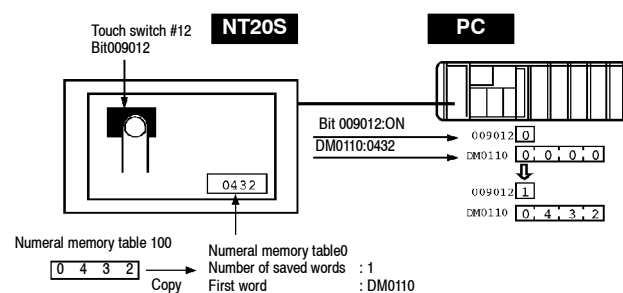 Touch switch #12
Bit009012
NT20S
PC
Bit 009012:ON
DM0110:0432
009012 0
DM0110 0 0 0 0
009012 1
DM0110 0 4 3 2
0432
Numeral memory table 100
0 4 3 2
Copy
Numeral memory table0
Number of saved words : 1
First word : DM0110